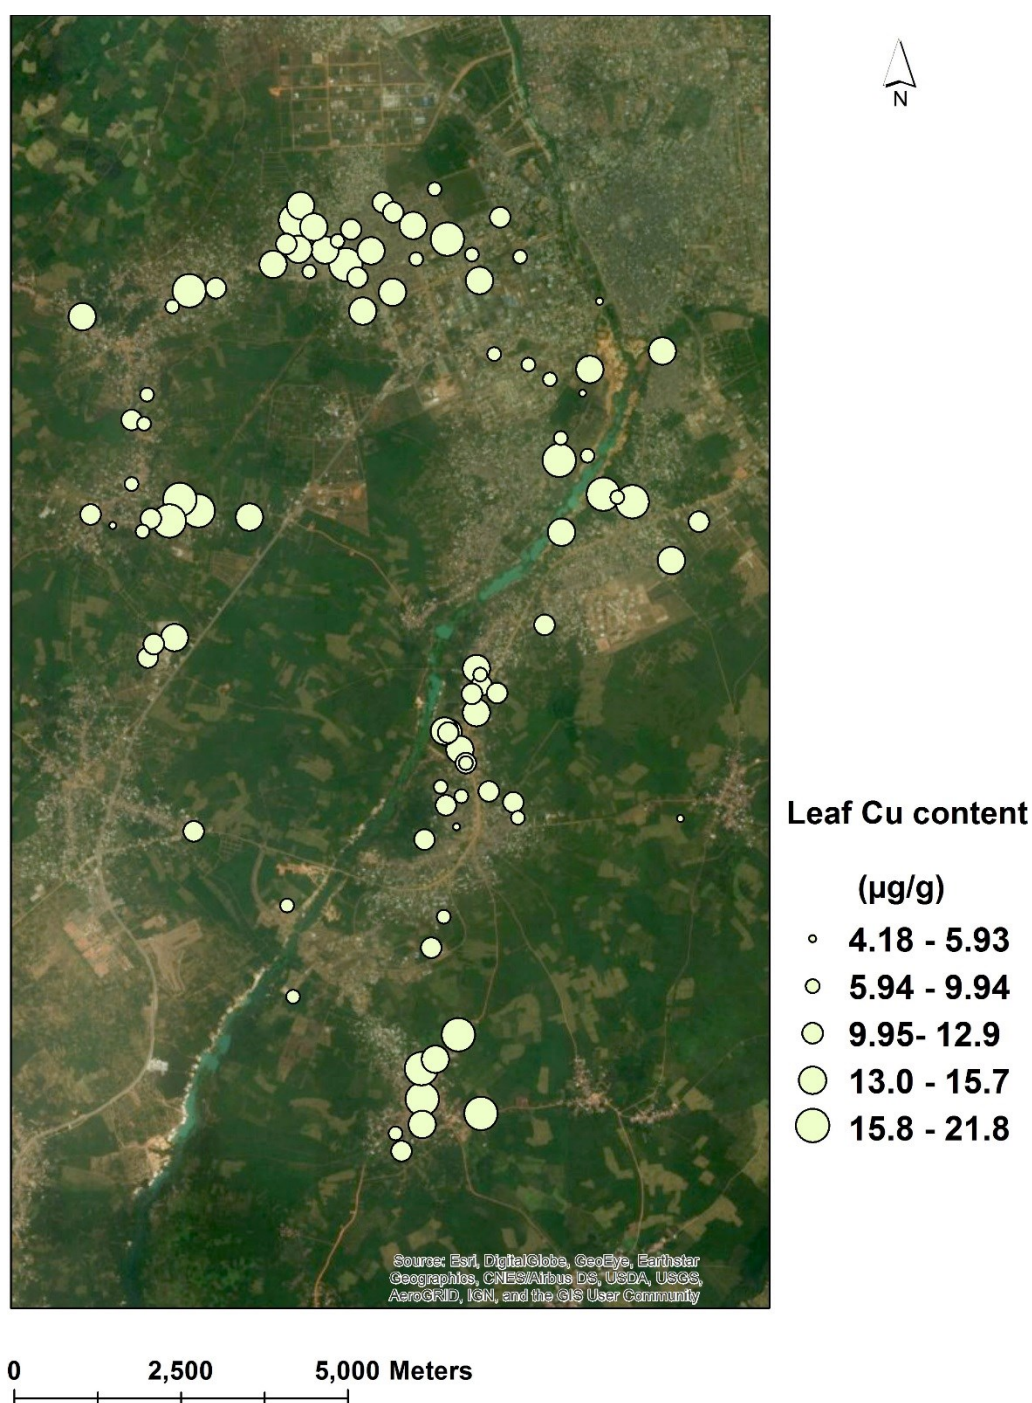 N
Leaf Cu content
(µg/g)
4.18 - 5.93
5.94 - 9.94
9.95- 12.9
13.0 - 15.7
15.8 - 21.8
Source: Esri, DigitalGlobe, GeoEye, Earthstar
Geographics, CNES/Airbus DS, USDA, USGS,
AeroGRID, IGN, and the GIS User Community
0 2,500 5,000 Meters